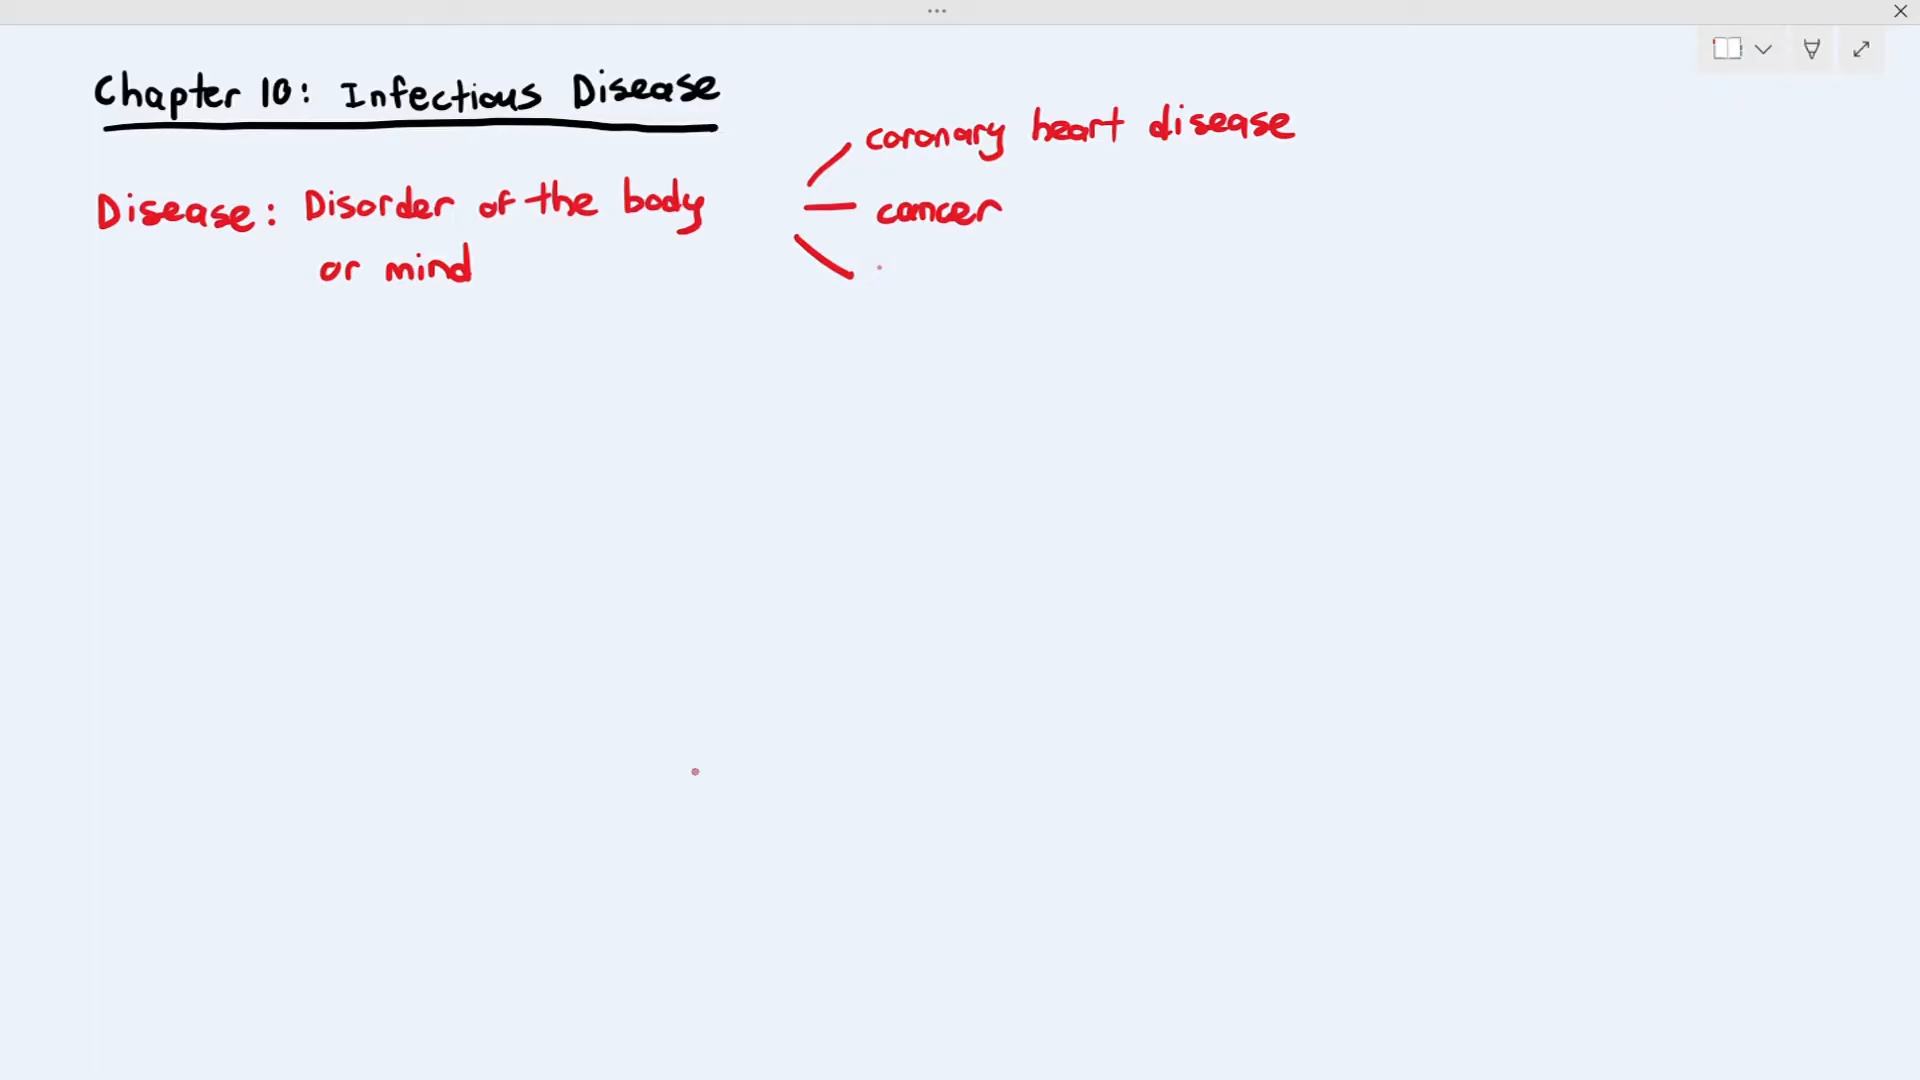 Chapter 10: Infectious Disease
Disease: Disorder of the body
or mind
coronary heart disease
cancer